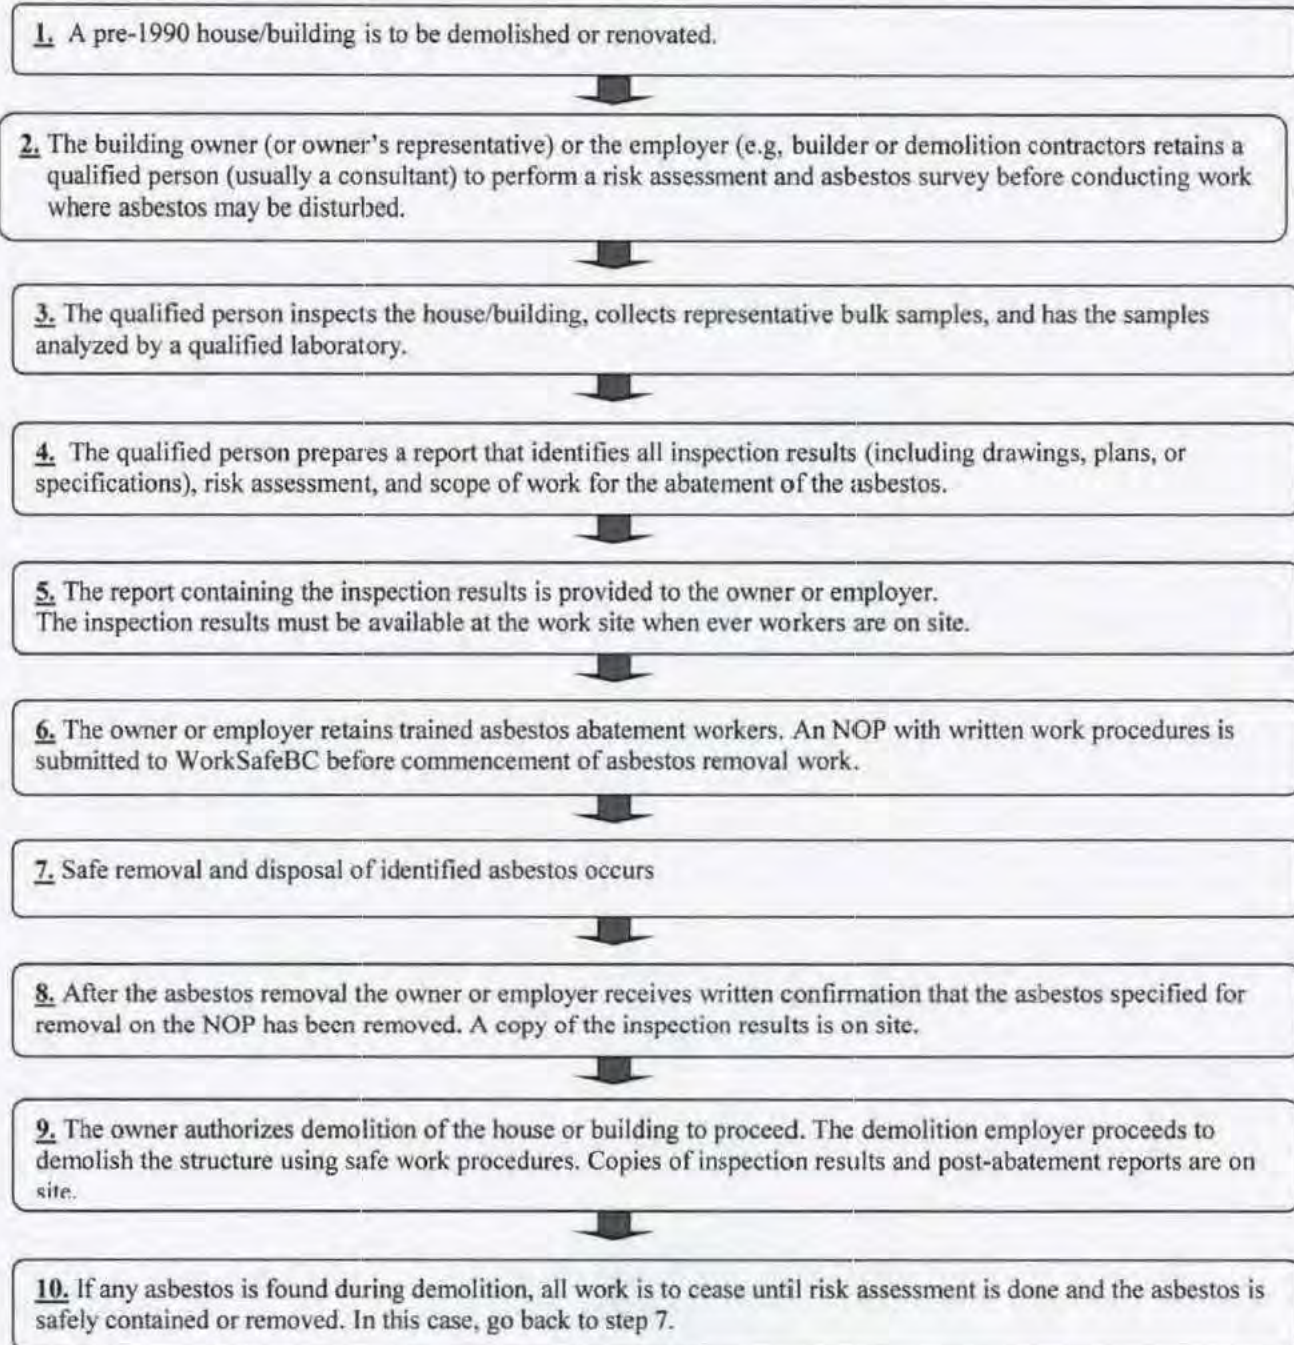 1. A pre-1990 house/building is to be demolished or renovated.
2. The building owner (or owner's representative) or the employer (e.g, builder or demolition contractors retains a
qualified person (usually a consultant) to perform a risk assessment and asbestos survey before conducting work
where asbestos may be disturbed.
3. The qualified person inspects the house/building, collects representative bulk samples, and has the samples
analyzed by a qualified laboratory.
4. The qualified person prepares a report that identifies all inspection results (including drawings, plans, or
specifications), risk assessment, and scope of work for the abatement of the asbestos.
5. The report containing the inspection results is provided to the owner or employer.
The inspection results must be available at the work site when ever workers are on site.
6. The owner or employer retains trained asbestos abatement workers. An NOP with written work procedures is
submitted to WorkSafeBC before commencement of asbestos removal work.
7. Safe removal and disposal of identified asbestos occurs
8. After the asbestos removal the owner or employer receives written confirmation that the asbestos specified for
removal on the NOP has been removed. A copy of the inspection results is on site.
9. The owner authorizes demolition of the house or building to proceed. The demolition employer proceeds to
demolish the structure using safe work procedures. Copies of inspection results and post-abatement reports are on
site.
10. If any asbestos is found during demolition, all work is to cease until risk assessment is done and the asbestos is
safely contained or removed. In this case, go back to step 7.